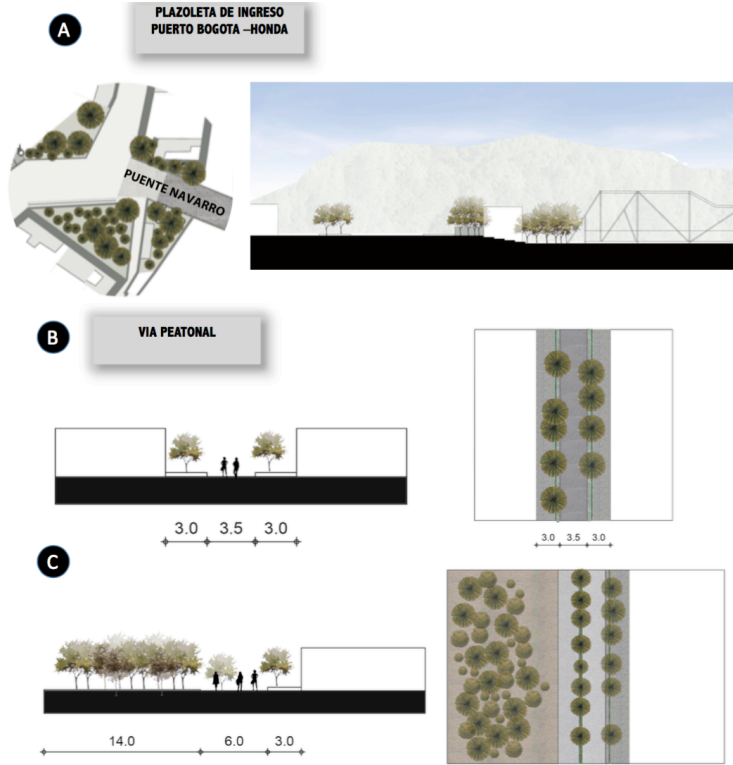 A
PLAZOLETA DE INGRESO
PUERTO BOGOTA –HONDA
PUENTE NAVARRO
B
VIA PEATONAL
3.0 3.5 3.0
3.0 3.5 3.0
C
14.0 6.0 3.0